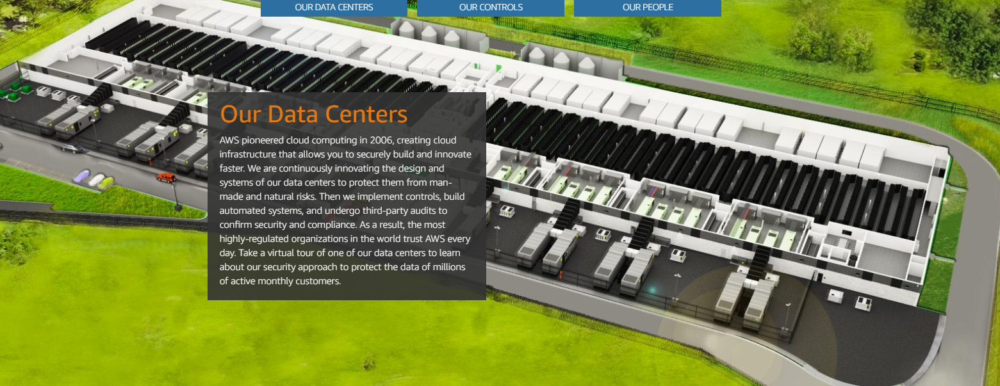 OUR DATA CENTERS
OUR CONTROLS
OUR PEOPLE
Our Data Centers
AWS pioneered cloud computing in 2006, creating cloud
infrastructure that allows you to securely build and innovate
faster. We are continuously innovating the design and
systems of our data centers to protect them from man-
made and natural risks. Then we implement controls, build
automated systems, and undergo third-party audits to
confirm security and compliance. As a result, the most
highly-regulated organizations in the world trust AWS every
day. Take a virtual tour of one of our data centers to learn
about our security approach to protect the data of millions
of active monthly customers.